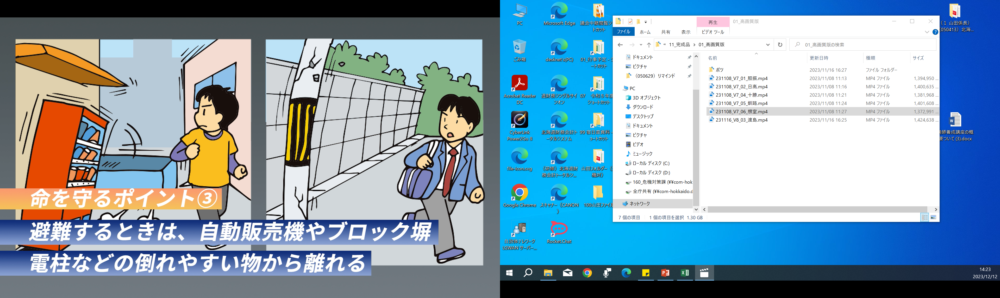 命を守るポイント③
避難するときは、自動販売機やブロック塀
電柱などの倒れやすい物から離れる
PC
Microsoft Edge
議会中継閲覧シ
トカット
ごみ箱
desknet's(PC)
01_行事予定 - シ
ートカット
Acrobat Reader
DC
道財務シングルサイ
ンオン
07 令和５年度
ショートカット
CyberLink
Power2Go 8
北海道財務会計ト
ータルシステム
99 宿日直資料 -
ョートカット
file-icon.svg
（研修）北海道財
務会計トータルシ...
山田フォルダー（
機対）
Google Chrome
スキャナー（CANON
）
100山田ファイル
自治体テレワーク
LGWAN サーバー...
Rocket.Chat
再生
01_高画質版
ファイル
ホーム
共有
表示
ビデオ ツール
« 11_完成品 › 01_高画質版
01_高画質版の検索
ドキュメント
ピクチャ
（050629）リマインド
PC
3D オブジェクト
ダウンロード
デスクトップ
ドキュメント
ピクチャ
ビデオ
ミュージック
ローカル ディスク (C:)
ローカル ディスク (D:)
160_危機対策課 (¥¥com-hok
全庁共有 (¥¥com-hokkaido.c
ネットワーク
名前 更新日時 種類 サイズ
ボツ 2023/11/16 16:27 ファイル フォルダー
231108_V7_01_胆振.mp4 2023/11/08 11:13 MP4 ファイル 1,394,950 ...
231108_V7_02_日高.mp4 2023/11/08 11:16 MP4 ファイル 1,400,635 ...
231108_V7_04_十勝.mp4 2023/11/08 11:21 MP4 ファイル 1,381,968 ...
231108_V7_05_釧路.mp4 2023/11/08 11:24 MP4 ファイル 1,401,608 ...
231108_V7_06_根室.mp4 2023/11/08 11:27 MP4 ファイル 1,372,991 ...
231116_V8_03_渡島.mp4 2023/11/16 16:25 MP4 ファイル 1,424,638 ...
7 個の項目
1 個の項目を選択 1.30 GB
（１ 山田係長）
（050413）北海...
講師養成講座の概
要ついて (3).docx
14:23
2023/12/12